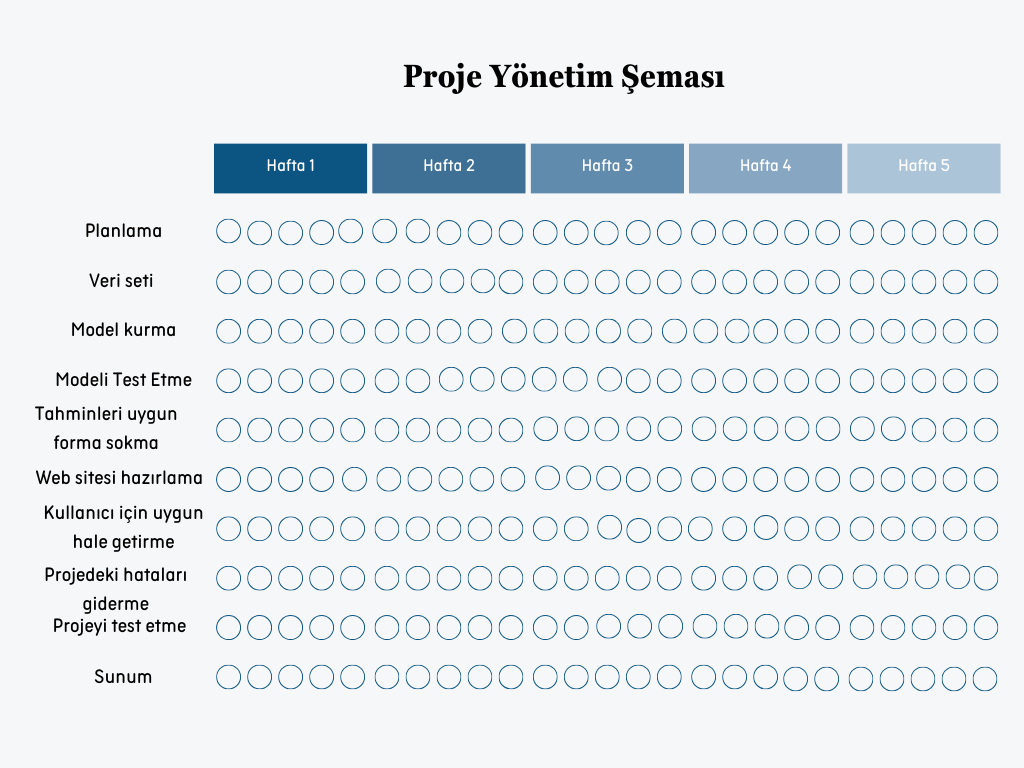 Proje Yönetim Şeması
Hafta 1
Hafta 2
Hafta 3
Hafta 4
Hafta 5
Planlama
Veri seti
Model kurma
Modeli Test Etme
Tahminleri uygun
forma sokma
Web sitesi hazırlama
Kullanıcı için uygun
hale getirme
Projedeki hataları
giderme
Projeyi test etme
Sunum